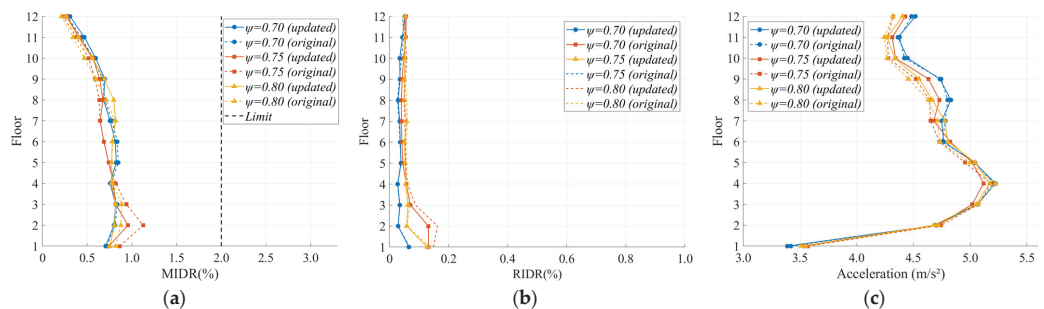 12
11
10
9
8
7
6
5
4
3
2
1
Floor
0 0.5 1.0 1.5 2.0 2.5 3.0
MIDR(%)
ψ=0.70 (updated)
ψ=0.70 (original)
ψ=0.75 (updated)
ψ=0.75 (original)
ψ=0.80 (updated)
ψ=0.80 (original)
Limit
(a)
12
11
10
9
8
7
6
5
4
3
2
1
Floor
0 0.2 0.4 0.6 0.8 1.0
RIDR(%)
ψ=0.70 (updated)
ψ=0.70 (original)
ψ=0.75 (updated)
ψ=0.75 (original)
ψ=0.80 (updated)
ψ=0.80 (original)
(b)
12
11
10
9
8
7
6
5
4
3
2
1
Floor
3.0 3.5 4.0 4.5 5.0 5.5
Acceleration (m/s²)
ψ=0.70 (updated)
ψ=0.70 (original)
ψ=0.75 (updated)
ψ=0.75 (original)
ψ=0.80 (updated)
ψ=0.80 (original)
(c)